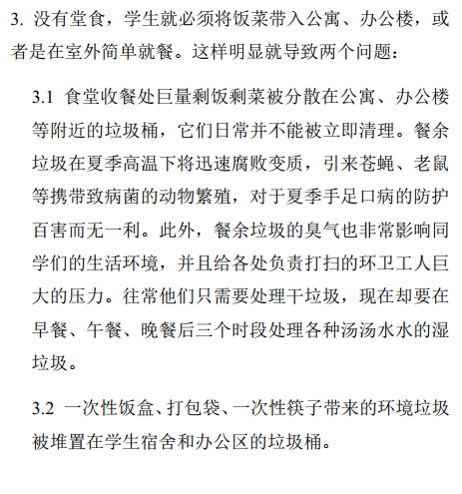 3. 没有堂食，学生就必须将饭菜带入公寓、办公楼，或
者是在室外简单就餐。这样明显就导致两个问题：
3.1 食堂收餐处巨量剩饭剩菜被分散在公寓、办公楼
等附近的垃圾桶，它们日常并不能被立即清理。餐余
垃圾在夏季高温下将迅速腐败变质，引来苍蝇、老鼠
等携带致病菌的动物繁殖，对于夏季手足口病的防护
百害而无一利。此外，餐余垃圾的臭气也非常影响同
学们的生活环境，并且给各处负责打扫的环卫工人巨
大的压力。往常他们只需要处理干垃圾，现在却要在
早餐、午餐、晚餐后三个时段处理各种汤汤水水的湿
垃圾。
3.2 一次性饭盒、打包袋、一次性筷子带来的环境垃圾
被堆置在学生宿舍和办公区的垃圾桶。